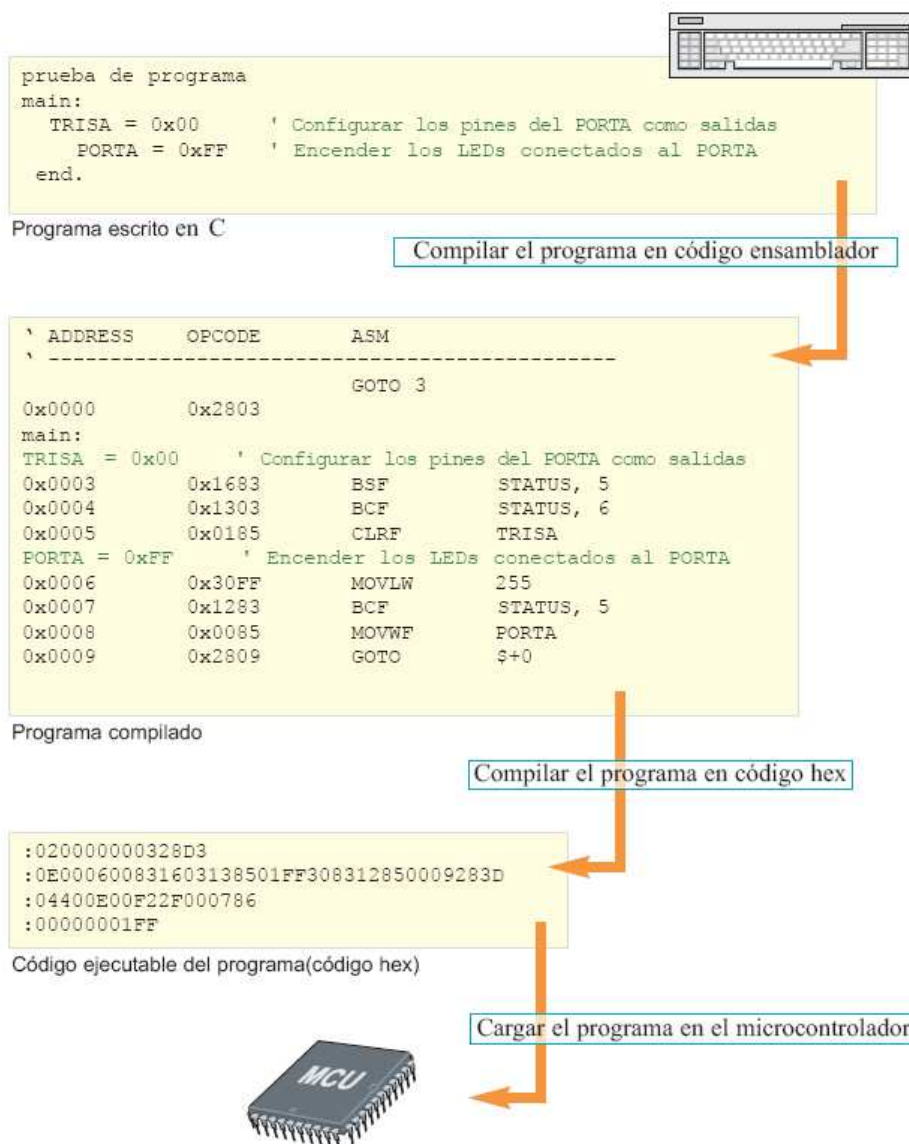 prueba de programa
main:
TRISA = 0x00 ' Configurar los pines del PORTA como salidas
PORTA = 0xFF ' Encender los LEDs conectados al PORTA
end.
Programa escrito en C
Compilar el programa en código ensamblador
` ADDRESS OPCODE ASM
` ----------------------------------------------
GOTO 3
0x0000 0x2803
main:
TRISA = 0x00 ' Configurar los pines del PORTA como salidas
0x0003 0x1683 BSF STATUS, 5
0x0004 0x1303 BCF STATUS, 6
0x0005 0x0185 CLRF TRISA
PORTA = 0xFF ' Encender los LEDs conectados al PORTA
0x0006 0x30FF MOVLW 255
0x0007 0x1283 BCF STATUS, 5
0x0008 0x0085 MOVWF PORTA
0x0009 0x2809 GOTO $+0
Programa compilado
Compilar el programa en código hex
:020000000328D3
:0E000600831603138501FF308312850009283D
:04400E00F22F000786
:00000001FF
Código ejecutable del programa(código hex)
Cargar el programa en el microcontrolador
MCU